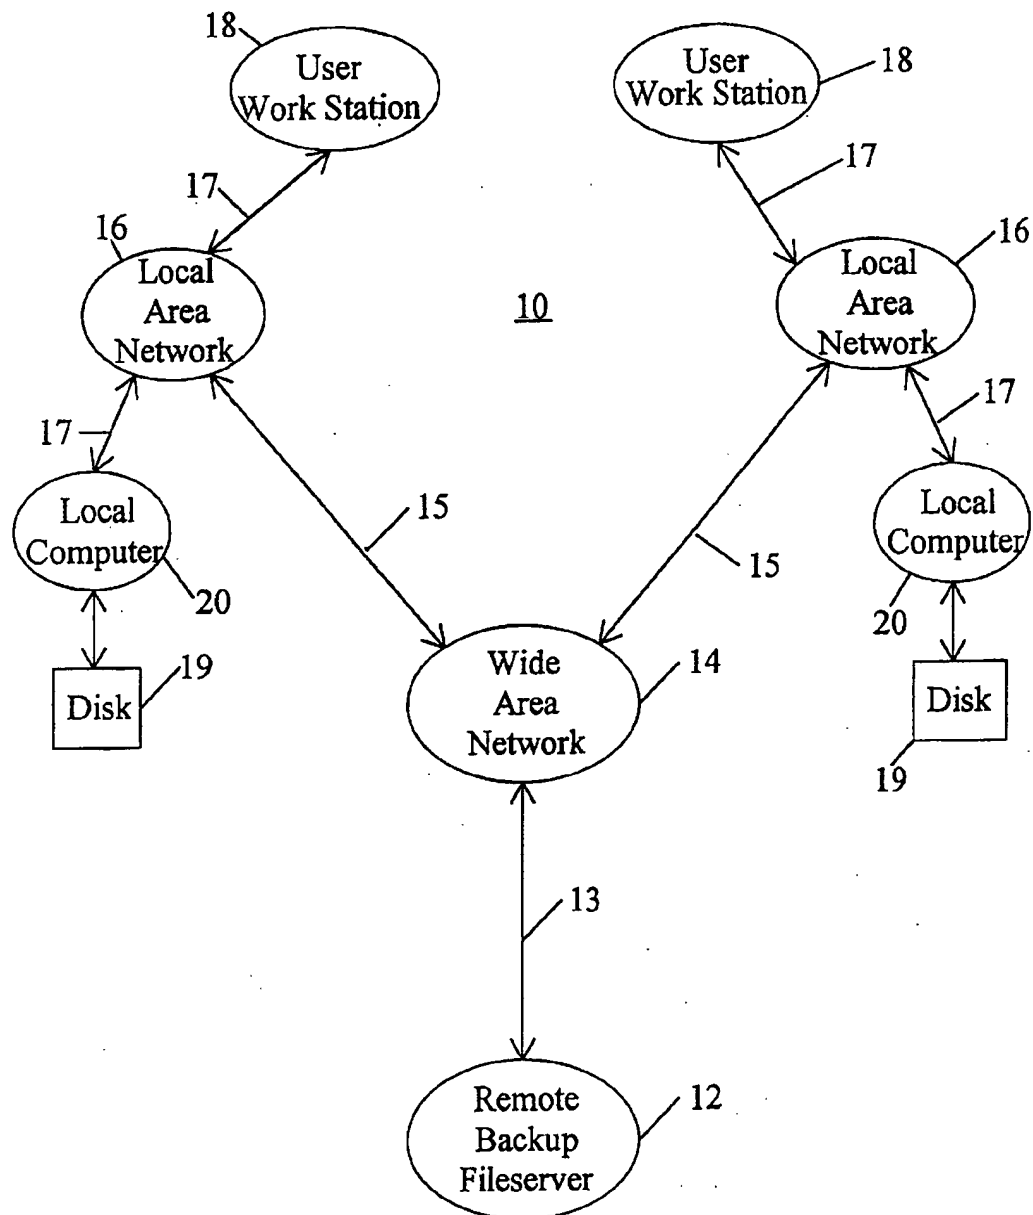 18
User
Work Station
User
Work Station
18
17
17
16
Local
Area
Network
10
Local
Area
Network
16
17
17
Local
Computer
20
15
15
Local
Computer
20
Disk
19
Wide
Area
Network
14
Disk
19
13
Remote
Backup
Fileserver
12